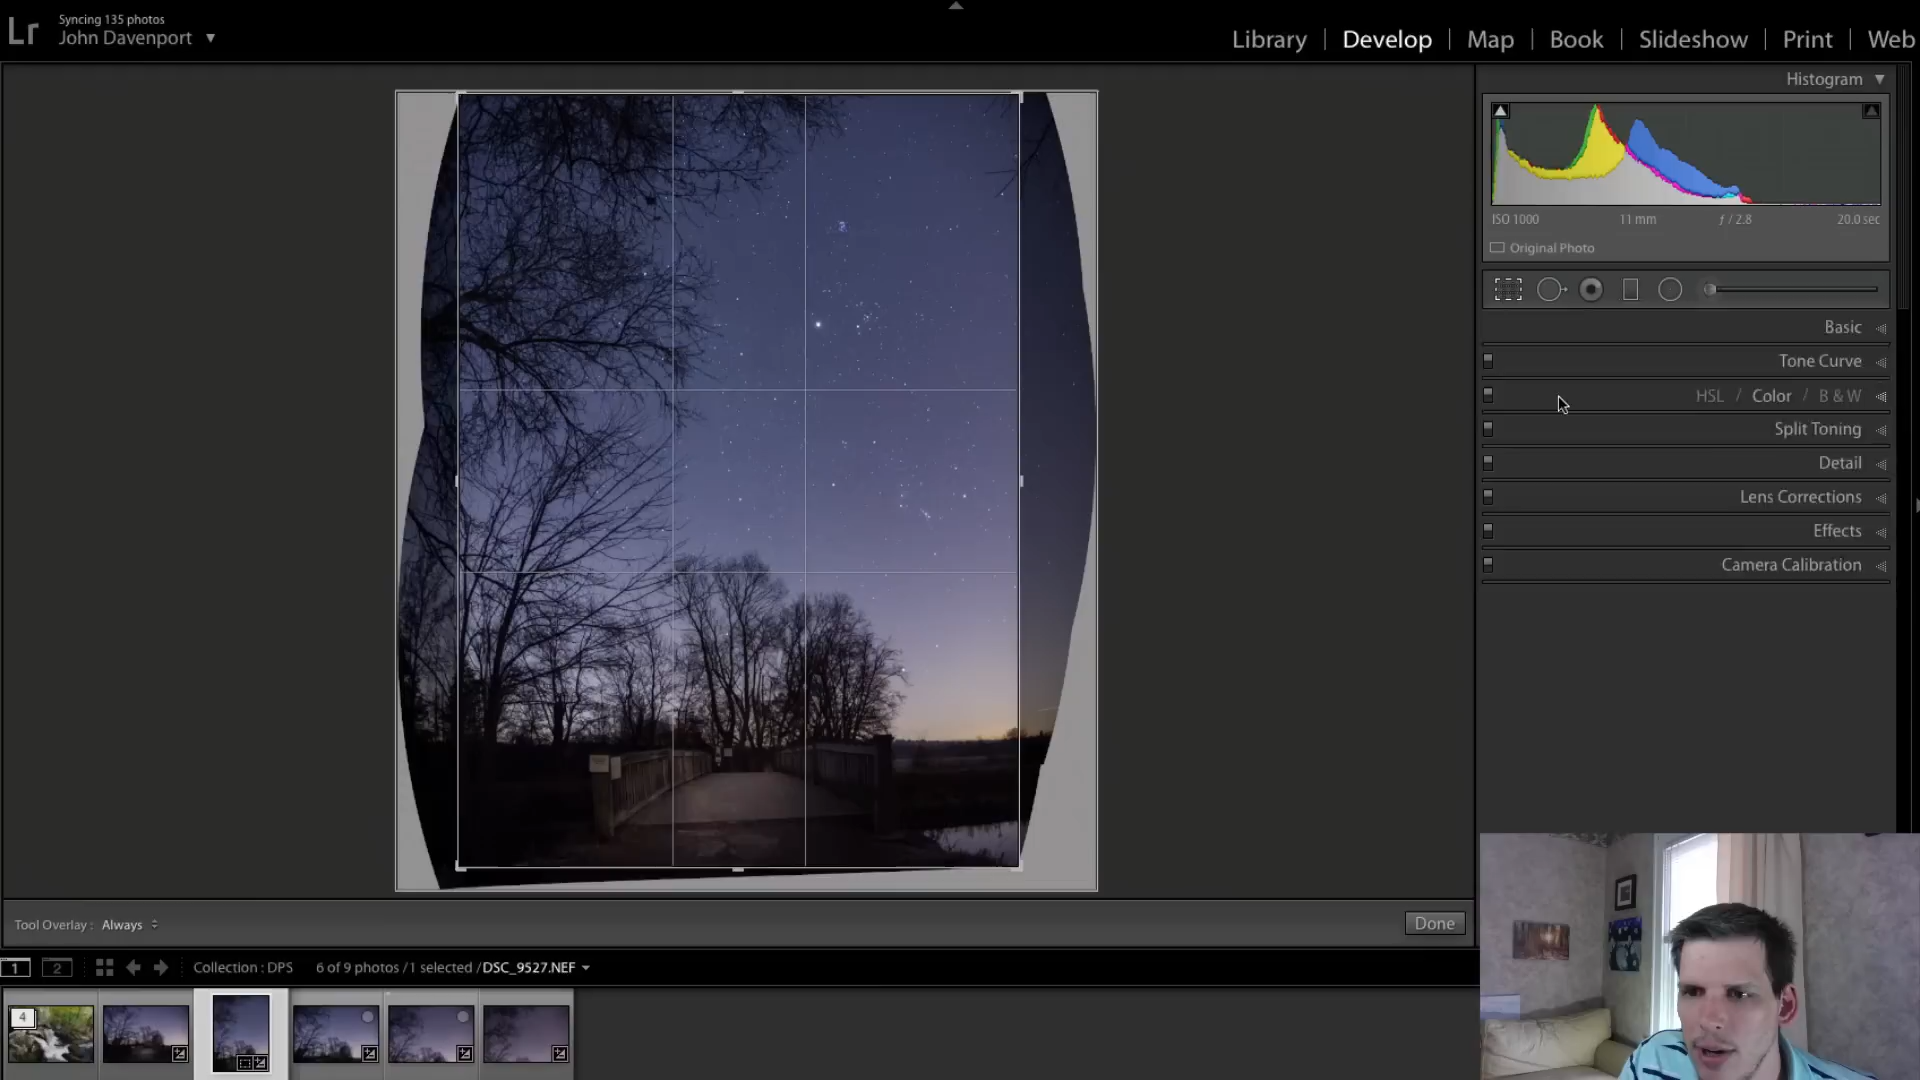 Lr
Syncing 135 photos
John Davenport
Library | Develop | Map | Book | Slideshow | Print | Web
Histogram
ISO 1000 11 mm ƒ / 2.8 20.0 sec
Original Photo
Basic
Tone Curve
HSL / Color / B & W
Split Toning
Detail
Lens Corrections
Effects
Camera Calibration
Tool Overlay : Always
Done
1 2 Collection : DPS 6 of 9 photos / 1 selected / DSC_9527.NEF
4